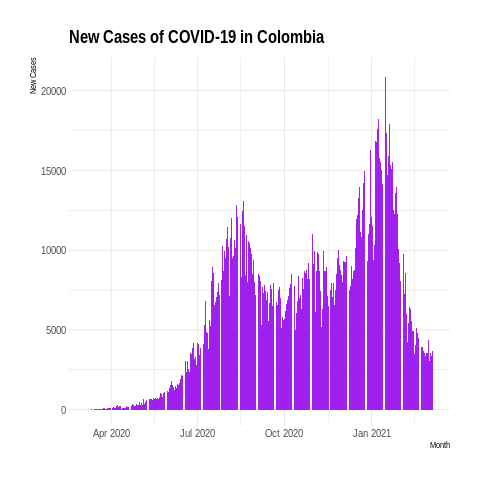 New Cases of COVID-19 in Colombia
New Cases
20000
15000
10000
5000
0
Apr 2020 Jul 2020 Oct 2020 Jan 2021
Month